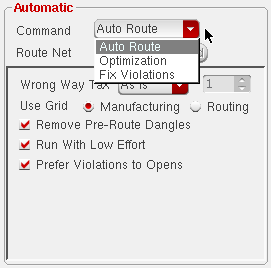 Automatic
Command Auto Route
Auto Route
Route Net
Optimization
Fix Violations
Wrong Way Tax As Is 1
Use Grid Manufacturing Routing
Remove Pre-Route Dangles
Run With Low Effort
Prefer Violations to Opens